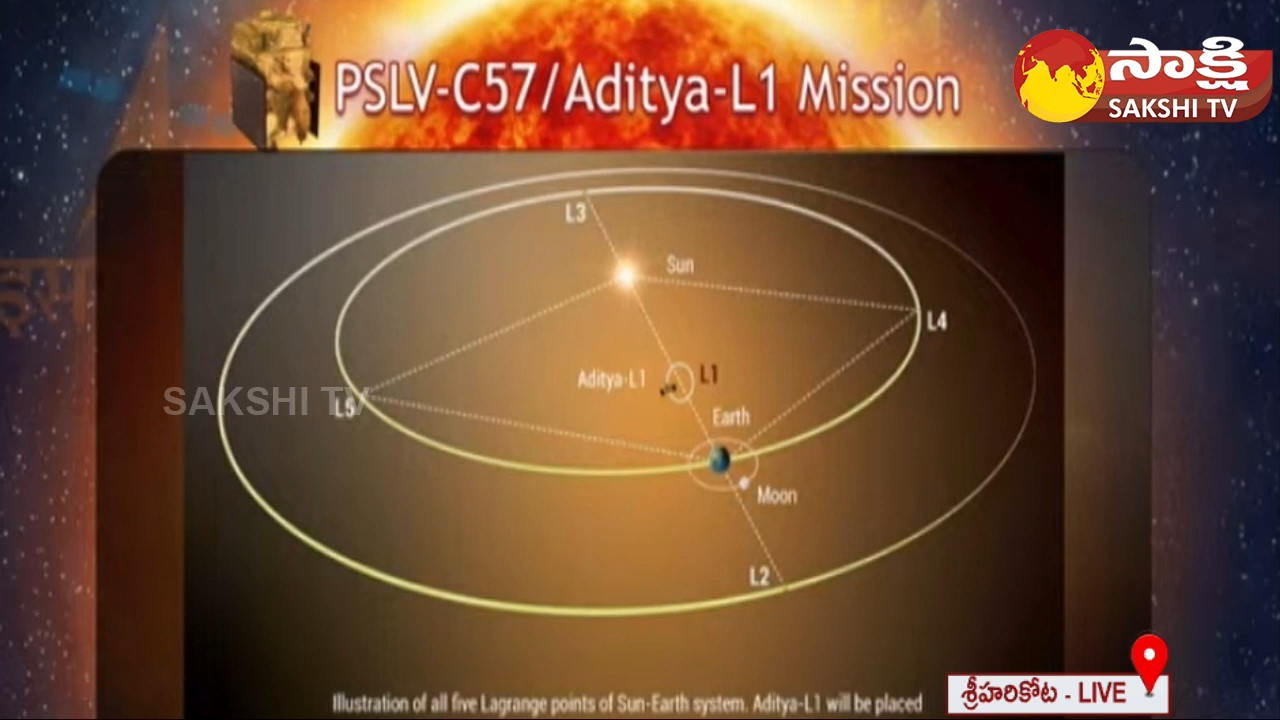 PSLV-C57/Aditya-L1 Mission
సాక్షి
SAKSHI TV
L3
Sun
L4
Aditya-L1
L1
SAKSHI TV
L5
Earth
Moon
L2
Illustration of all five Lagrange points of Sun-Earth system. Aditya-L1 will be placed
శ్రీహరికోట - LIVE